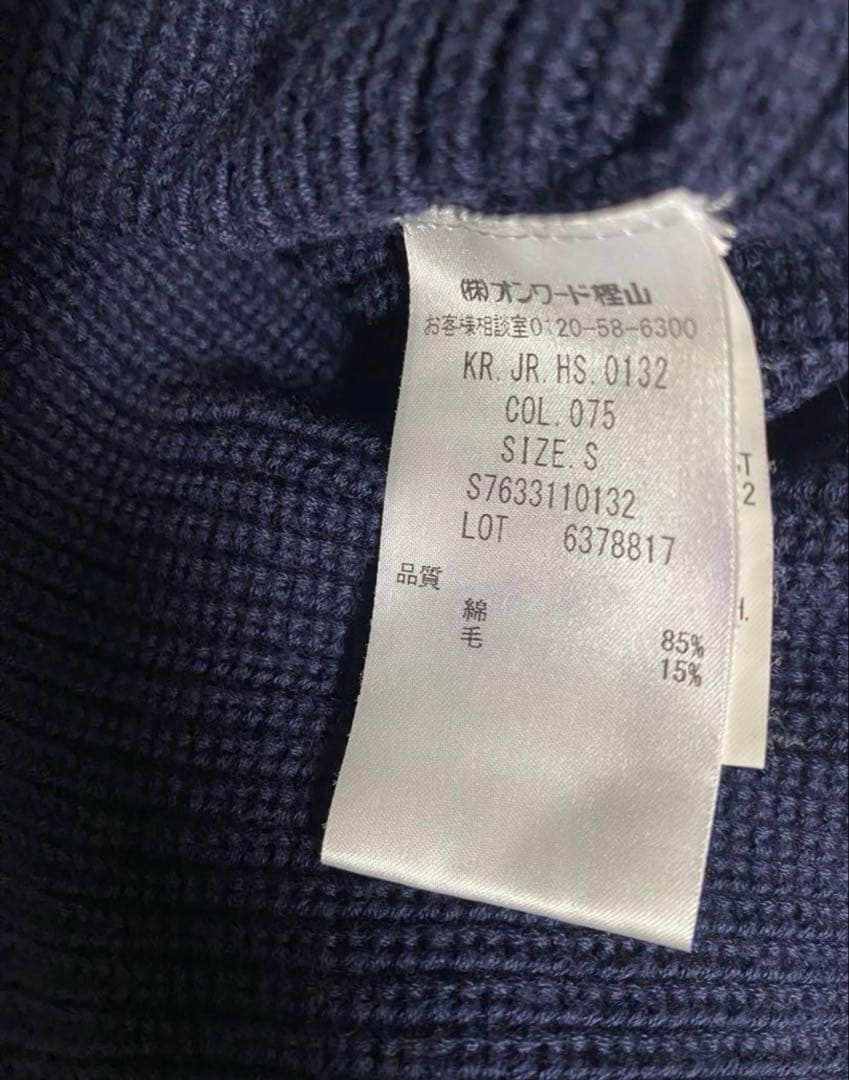 (株)オンワード樫山
お客様相談室0120-58-6300
KR.JR.HS.0132
COL.075
SIZE.S
S7633110132
LOT 6378817
品質
綿 85%
毛 15%
T
2
H.